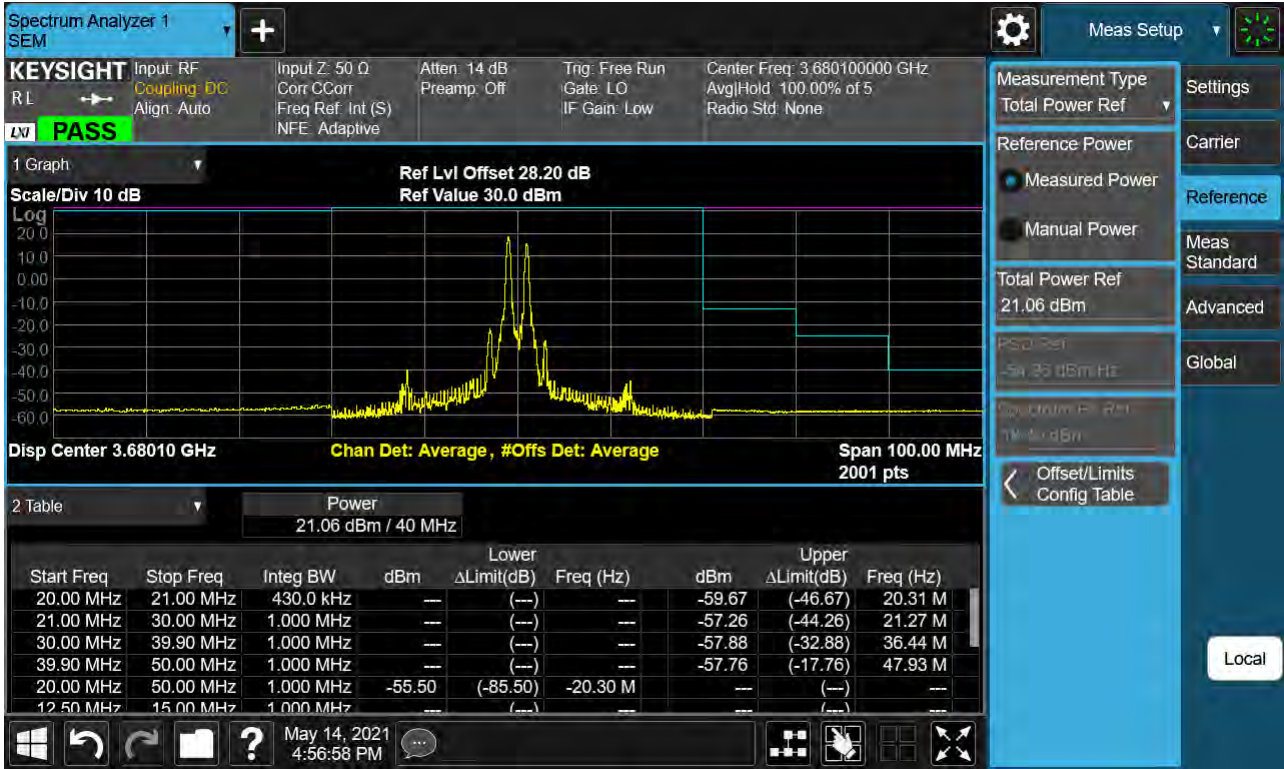 Spectrum Analyzer 1
SEM
Meas Setup
KEYSIGHT
RL
LXI
PASS
Input: RF
Coupling: DC
Align: Auto
Input Z: 50 Ω
Corr CCorr
Freq Ref: Int (S)
NFE: Adaptive
Atten: 14 dB
Preamp: Off
Trig: Free Run
Gate: LO
IF Gain: Low
Center Freq: 3.680100000 GHz
Avg|Hold: 100.00% of 5
Radio Std: None
1 Graph
Scale/Div 10 dB
Ref Lvl Offset 28.20 dB
Ref Value 30.0 dBm
Log
20.0
10.0
0.00
-10.0
-20.0
-30.0
-40.0
-50.0
-60.0
Disp Center 3.68010 GHz
Chan Det: Average, #Offs Det: Average
Span 100.00 MHz
2001 pts
2 Table
Power
21.06 dBm / 40 MHz
Lower Upper
Start Freq Stop Freq Integ BW dBm ΔLimit(dB) Freq (Hz) dBm ΔLimit(dB) Freq (Hz)
20.00 MHz 21.00 MHz 430.0 kHz --- (---) --- -59.67 (-46.67) 20.31 M
21.00 MHz 30.00 MHz 1.000 MHz --- (---) --- -57.26 (-44.26) 21.27 M
30.00 MHz 39.90 MHz 1.000 MHz --- (---) --- -57.88 (-32.88) 36.44 M
39.90 MHz 50.00 MHz 1.000 MHz --- (---) --- -57.76 (-17.76) 47.93 M
20.00 MHz 50.00 MHz 1.000 MHz -55.50 (-85.50) -20.30 M --- (---) ---
12.50 MHz 15.00 MHz 1.000 MHz --- (---) --- --- (---) ---
May 14, 2021
4:56:58 PM
Measurement Type
Total Power Ref
Reference Power
Measured Power
Manual Power
Total Power Ref
21.06 dBm
PSD Ref
Offset/Limits
Config Table
Settings
Carrier
Reference
Meas
Standard
Advanced
Global
Local